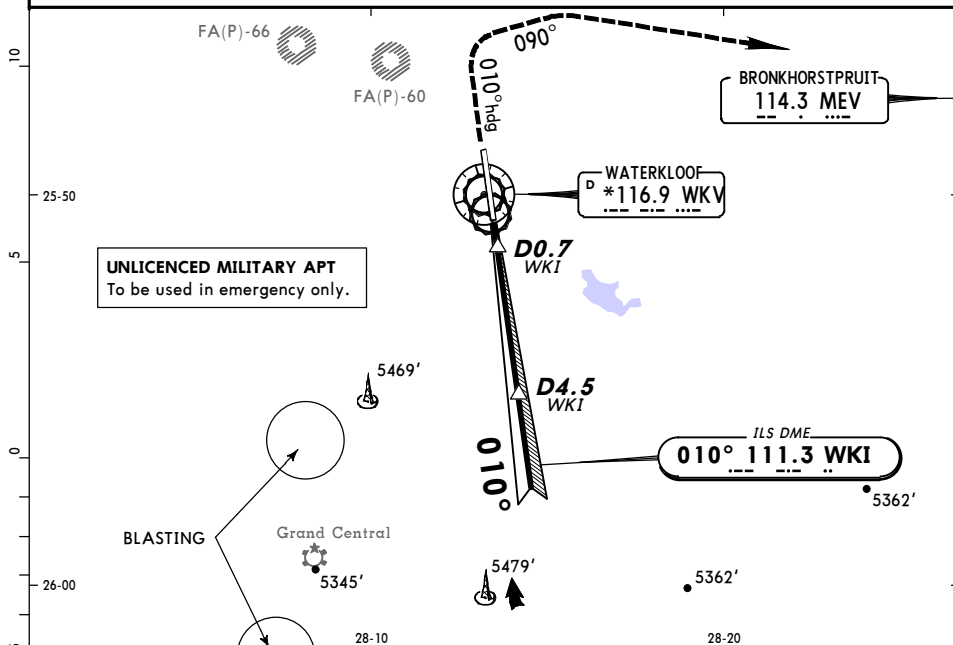 FA(P)-66
FA(P)-60
090°
010°hdg
BRONKHORSTPRUIT
114.3 MEV
WATERKLOOF
D *116.9 WKV
10
25-50
5
0
5
26-00
UNLICENCED MILITARY APT
To be used in emergency only.
D0.7
WKI
D4.5
WKI
5469'
010°
ILS DME
010° 111.3 WKI
5362'
BLASTING
Grand Central
5345'
5479'
5362'
28-10
28-20